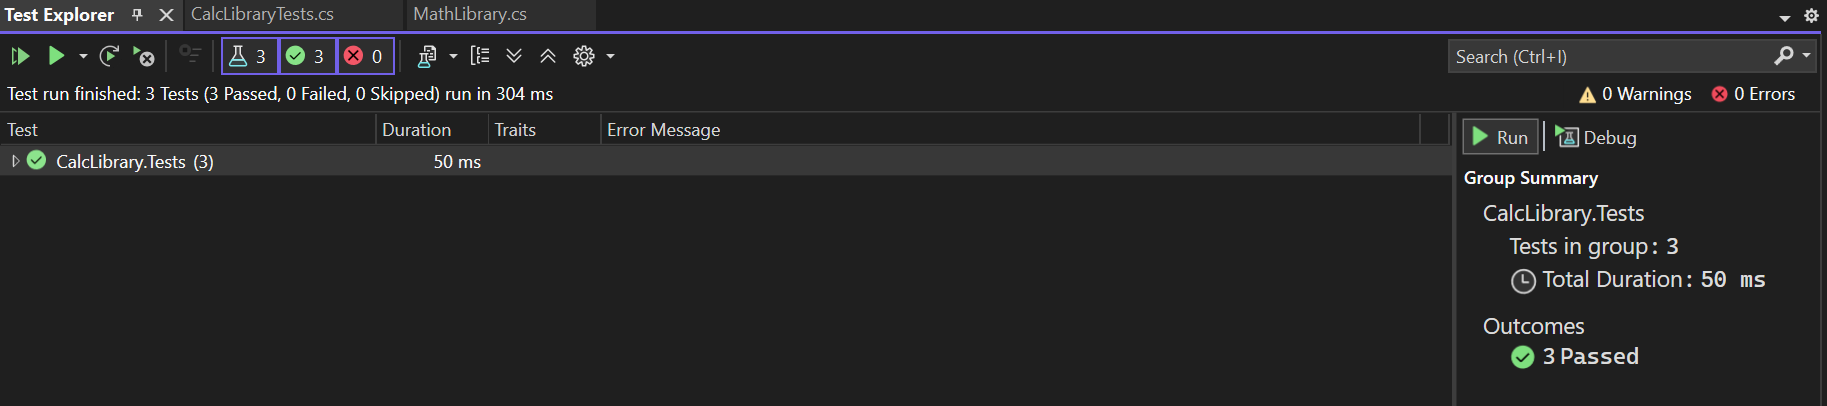 Test Explorer CalcLibraryTests.cs MathLibrary.cs
3 3 0 Search (Ctrl+I)
Test run finished: 3 Tests (3 Passed, 0 Failed, 0 Skipped) run in 304 ms 0 Warnings 0 Errors
Test Duration Traits Error Message
CalcLibrary.Tests (3) 50 ms
Run Debug
Group Summary
CalcLibrary.Tests
Tests in group: 3
Total Duration: 50 ms
Outcomes
3 Passed